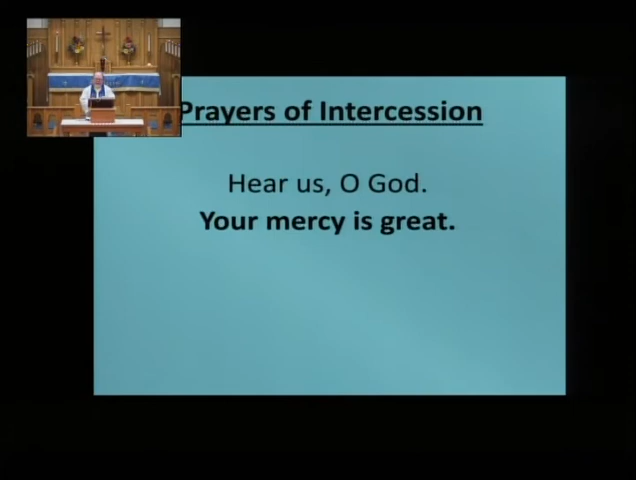 Prayers of Intercession
Hear us, O God.
Your mercy is great.